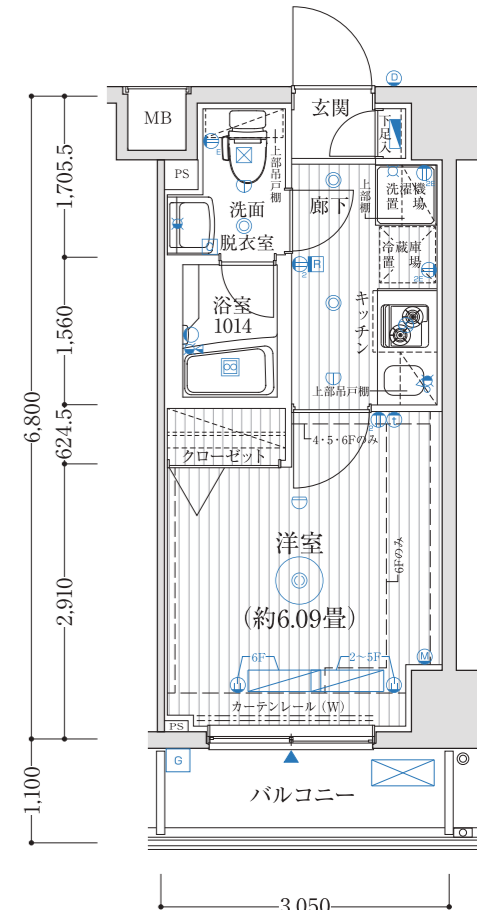 玄関
D
MB
下足入
PS
上部吊戸棚
E
洗面
脱衣室
廊下
上部棚
洗濯機
置 場
2E
冷蔵庫
置 場
2E
R
2
浴室
1014
キッチン
上部吊戸棚
クローゼット
4・5・6Fのみ
2
t
洋室
(約6.09畳)
6Fのみ
M
6F
2〜5F
カーテンレール(W)
PS
G
バルコニー
1,705.5
1,560
624.5
2,910
6,800
1,100
3,050